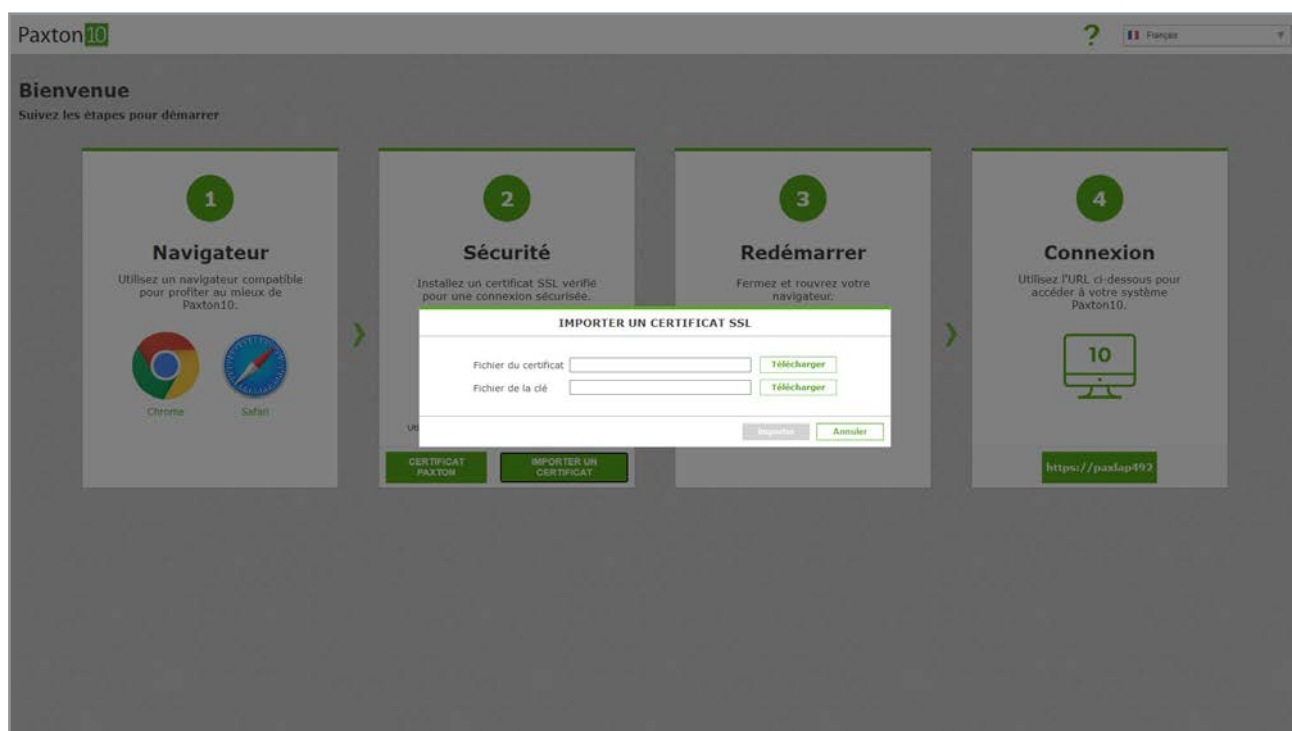 Paxton10
? Français
Bienvenue
Suivez les étapes pour démarrer
1
Navigateur
Utilisez un navigateur compatible
pour profiter au mieux de
Paxton10.
Chrome
Safari
2
Sécurité
Installez un certificat SSL vérifié
pour une connexion sécurisée.
CERTIFICAT
PAXTON
IMPORTER UN
CERTIFICAT
3
Redémarrer
Fermez et rouvrez votre
navigateur.
4
Connexion
Utilisez l'URL ci-dessous pour
accéder à votre système
Paxton10.
10
https://paxlap492
IMPORTER UN CERTIFICAT SSL
Fichier du certificat
Télécharger
Fichier de la clé
Télécharger
Importer
Annuler